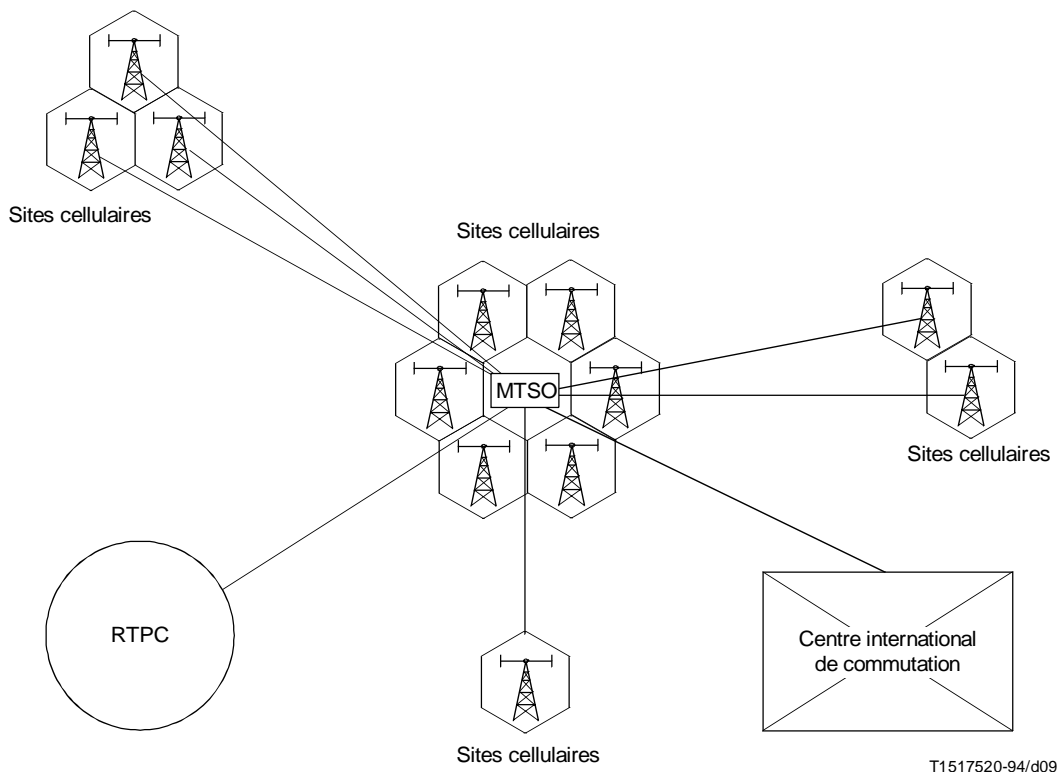 Sites cellulaires
Sites cellulaires
MTSO
Sites cellulaires
RTPC
Centre international
de commutation
Sites cellulaires
T1517520-94/d09